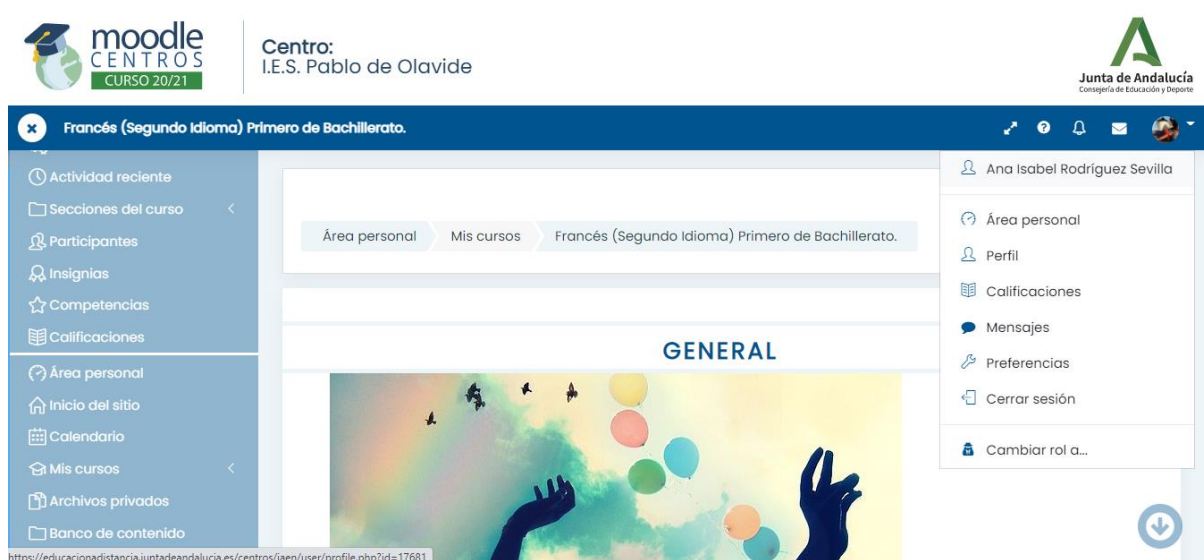 moodle
CENTROS
CURSO 20/21
Centro:
I.E.S. Pablo de Olavide
Junta de Andalucía
Consejería de Educación y Deporte
Francés (Segundo Idioma) Primero de Bachillerato.
Actividad reciente
Secciones del curso
Participantes
Insignias
Competencias
Calificaciones
Área personal
Inicio del sitio
Calendario
Mis cursos
Archivos privados
Banco de contenido
Área personal Mis cursos Francés (Segundo Idioma) Primero de Bachillerato.
GENERAL
Ana Isabel Rodríguez Sevilla
Área personal
Perfil
Calificaciones
Mensajes
Preferencias
Cerrar sesión
Cambiar rol a...
https://educacionadistancia.juntadeandalucia.es/centros/jaen/user/profile.php?id=17681